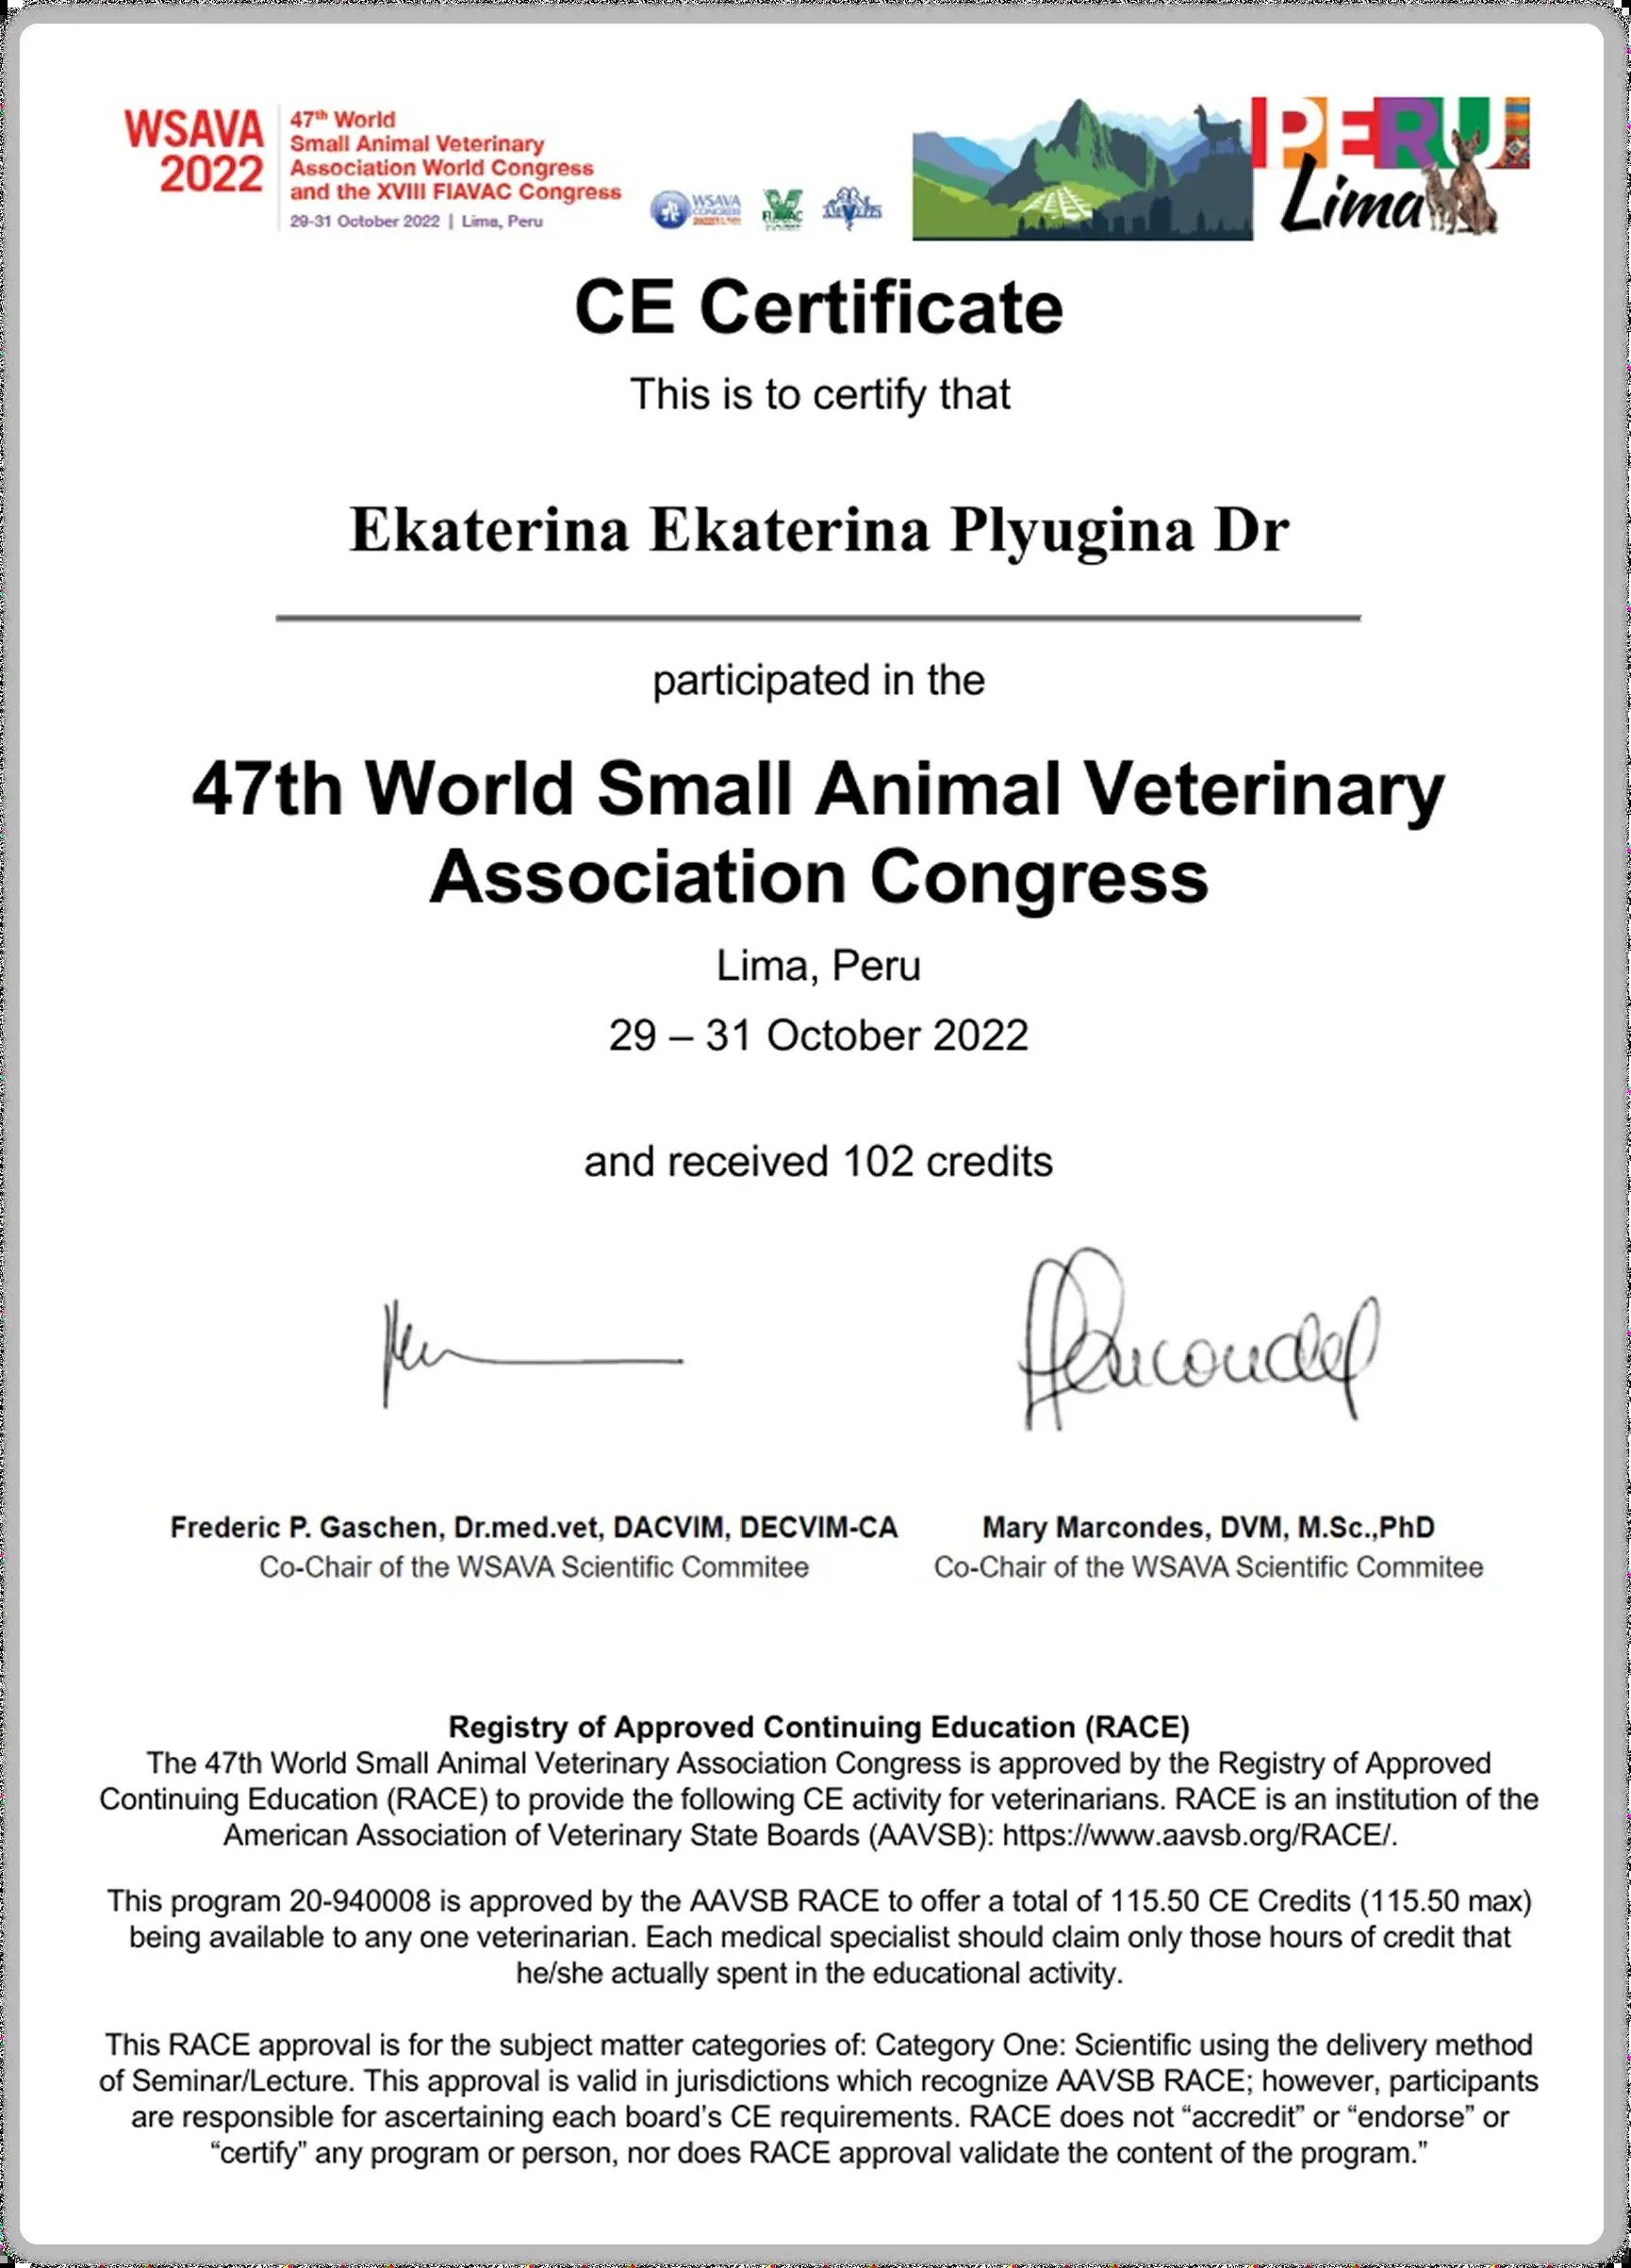 WSAVA
2022
47th World
Small Animal Veterinary
Association World Congress
and the XVIII FIAVAC Congress
29-31 October 2022 | Lima, Peru
WSAVA
CONGRESS
FIAVAC
PERU
Lima
CE Certificate
This is to certify that
Ekaterina Ekaterina Plyugina Dr
participated in the
47th World Small Animal Veterinary
Association Congress
Lima, Peru
29 – 31 October 2022
and received 102 credits
Frederic P. Gaschen, Dr.med.vet, DACVIM, DECVIM-CA
Co-Chair of the WSAVA Scientific Commitee
Mary Marcondes, DVM, M.Sc.,PhD
Co-Chair of the WSAVA Scientific Commitee
Registry of Approved Continuing Education (RACE)
The 47th World Small Animal Veterinary Association Congress is approved by the Registry of Approved
Continuing Education (RACE) to provide the following CE activity for veterinarians. RACE is an institution of the
American Association of Veterinary State Boards (AAVSB): https://www.aavsb.org/RACE/.
This program 20-940008 is approved by the AAVSB RACE to offer a total of 115.50 CE Credits (115.50 max)
being available to any one veterinarian. Each medical specialist should claim only those hours of credit that
he/she actually spent in the educational activity.
This RACE approval is for the subject matter categories of: Category One: Scientific using the delivery method
of Seminar/Lecture. This approval is valid in jurisdictions which recognize AAVSB RACE; however, participants
are responsible for ascertaining each board’s CE requirements. RACE does not “accredit” or “endorse” or
“certify” any program or person, nor does RACE approval validate the content of the program.”